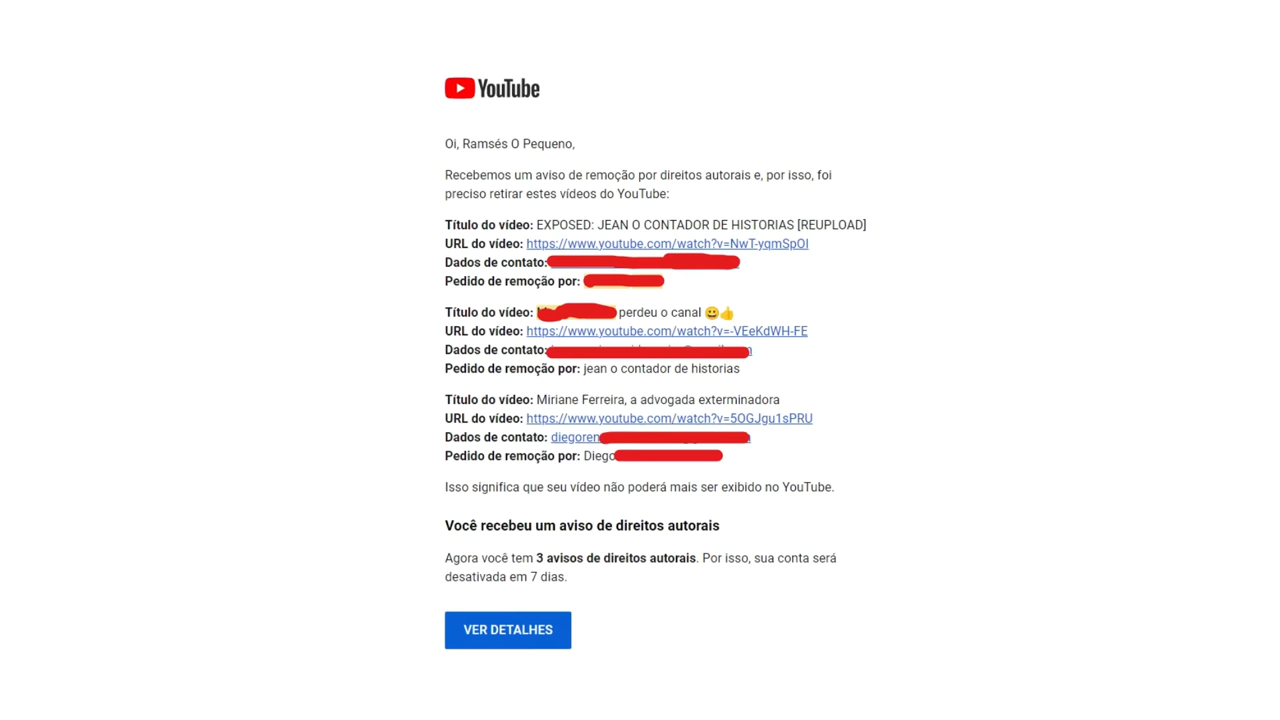 YouTube
Oi, Ramsés O Pequeno,
Recebemos um aviso de remoção por direitos autorais e, por isso, foi
preciso retirar estes vídeos do YouTube:
Título do vídeo: EXPOSED: JEAN O CONTADOR DE HISTORIAS [REUPLOAD]
URL do vídeo: https://www.youtube.com/watch?v=NwT-yqmSpOI
Dados de contato:
Pedido de remoção por:
Título do vídeo: perdeu o canal 😀👍
URL do vídeo: https://www.youtube.com/watch?v=-VEeKdWH-FE
Dados de contato:
Pedido de remoção por: jean o contador de historias
Título do vídeo: Miriane Ferreira, a advogada exterminadora
URL do vídeo: https://www.youtube.com/watch?v=5OGJgu1sPRU
Dados de contato: diegoren
Pedido de remoção por: Diego
Isso significa que seu vídeo não poderá mais ser exibido no YouTube.
Você recebeu um aviso de direitos autorais
Agora você tem 3 avisos de direitos autorais. Por isso, sua conta será
desativada em 7 dias.
VER DETALHES